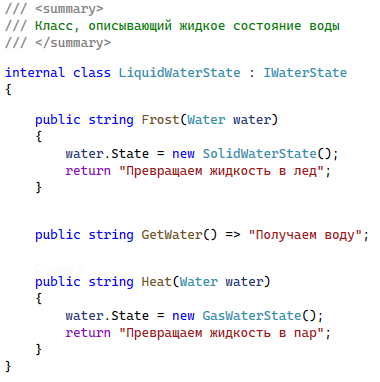 /// <summary>
/// Класс, описывающий жидкое состояние воды
/// </summary>
internal class LiquidWaterState : IWaterState
{
public string Frost(Water water)
{
water.State = new SolidWaterState();
return "Превращаем жидкость в лед";
}
public string GetWater() => "Получаем воду";
public string Heat(Water water)
{
water.State = new GasWaterState();
return "Превращаем жидкость в пар";
}
}